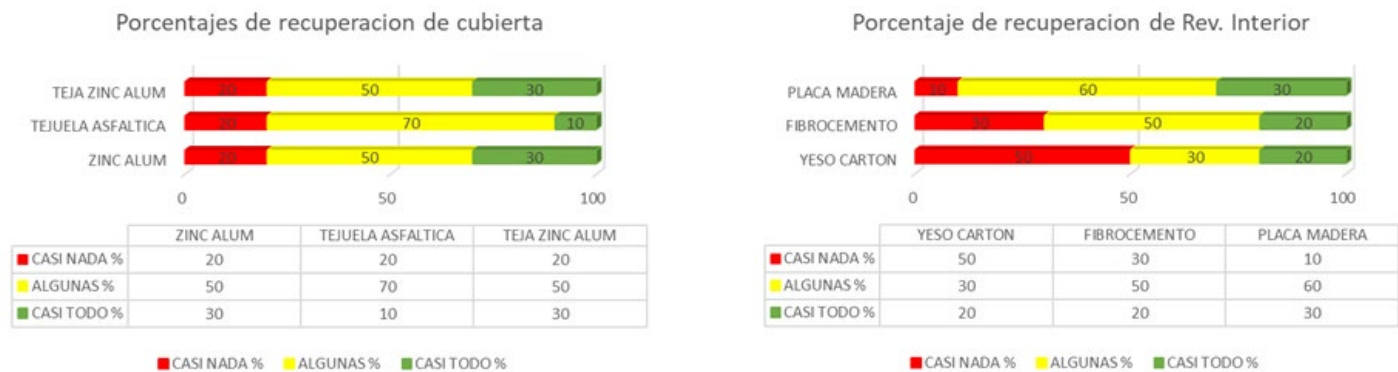 Porcentajes de recuperacion de cubierta
TEJA ZINC ALUM 20 50 30
TEJUELA ASFALTICA 20 70 10
ZINC ALUM 20 50 30
0 50 100
ZINC ALUM TEJUELA ASFALTICA TEJA ZINC ALUM
CASI NADA % 20 20 20
ALGUNAS % 50 70 50
CASI TODO % 30 10 30
CASI NADA % ALGUNAS % CASI TODO %
Porcentaje de recuperacion de Rev. Interior
PLACA MADERA 10 60 30
FIBROCEMENTO 30 50 20
YESO CARTON 50 30 20
0 50 100
YESO CARTON FIBROCEMENTO PLACA MADERA
CASI NADA % 50 30 10
ALGUNAS % 30 50 60
CASI TODO % 20 20 30
CASI NADA % ALGUNAS % CASI TODO %